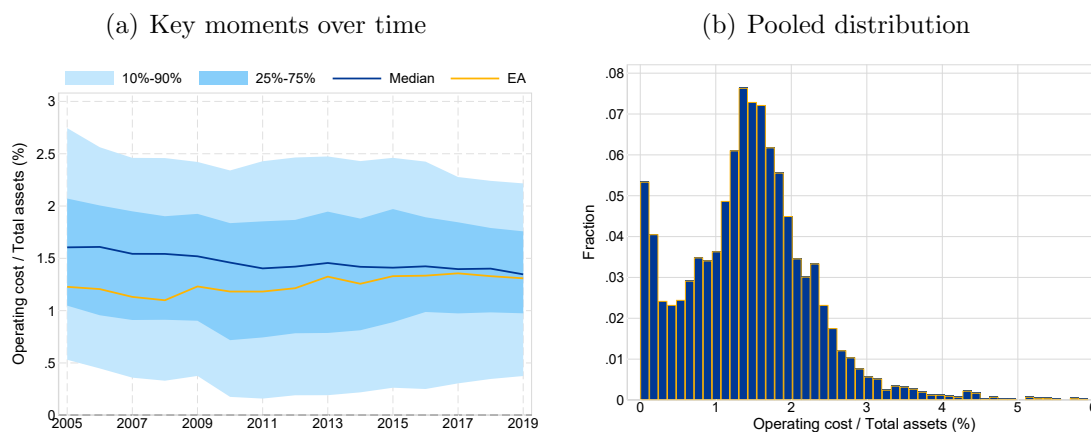 (a) Key moments over time
10%-90% 25%-75% Median EA
Operating cost / Total assets (%)
3
2.5
2
1.5
1
.5
0
2005 2007 2009 2011 2013 2015 2017 2019
(b) Pooled distribution
Fraction
.08
.07
.06
.05
.04
.03
.02
.01
0
0 1 2 3 4 5 6
Operating cost / Total assets (%)